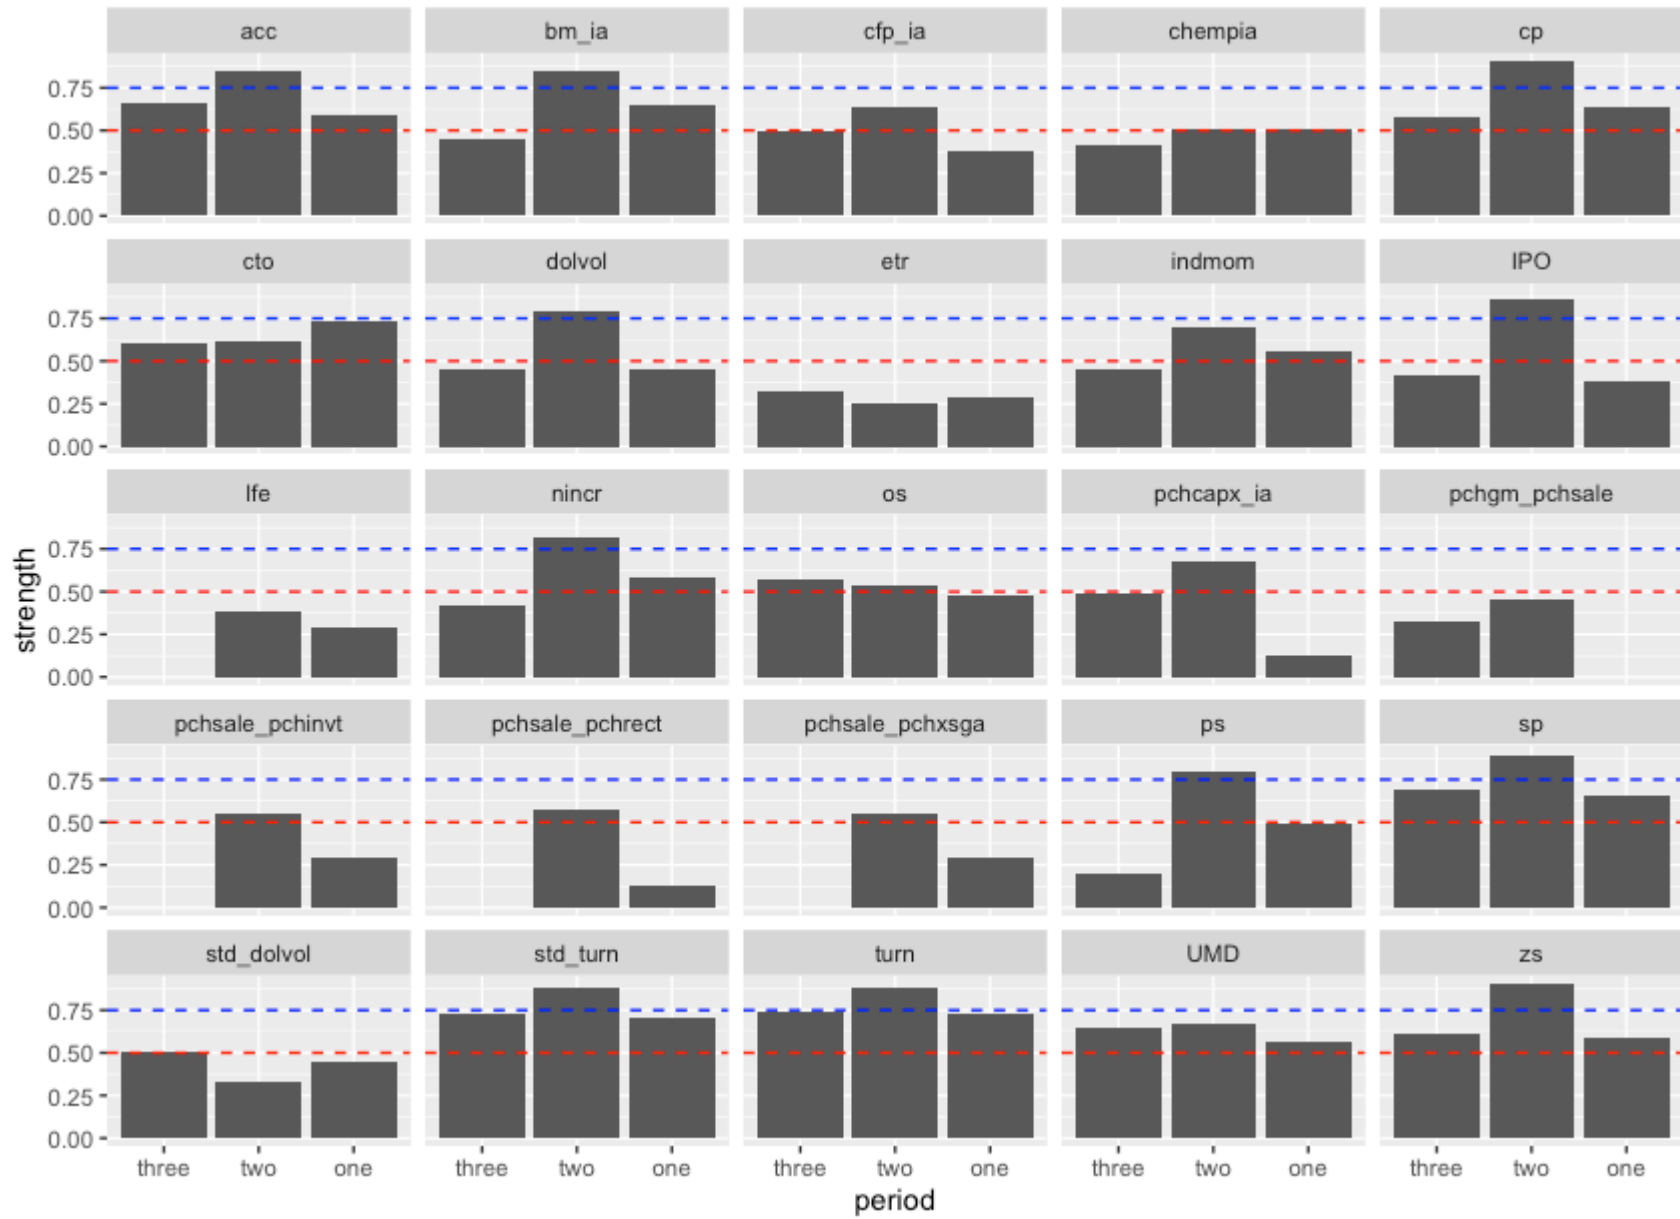 acc bm_ia cfp_ia chempia cp
0.75
0.50
0.25
0.00
cto dolvol etr indmom IPO
0.75
0.50
0.25
0.00
lfe nincr os pchcapx_ia pchgm_pchsale
0.75
0.50
0.25
0.00
pchsale_pchinvt pchsale_pchrect pchsale_pchxsga ps sp
0.75
0.50
0.25
0.00
std_dolvol std_turn turn UMD zs
0.75
0.50
0.25
0.00
three two one three two one three two one three two one three two one
period
strength